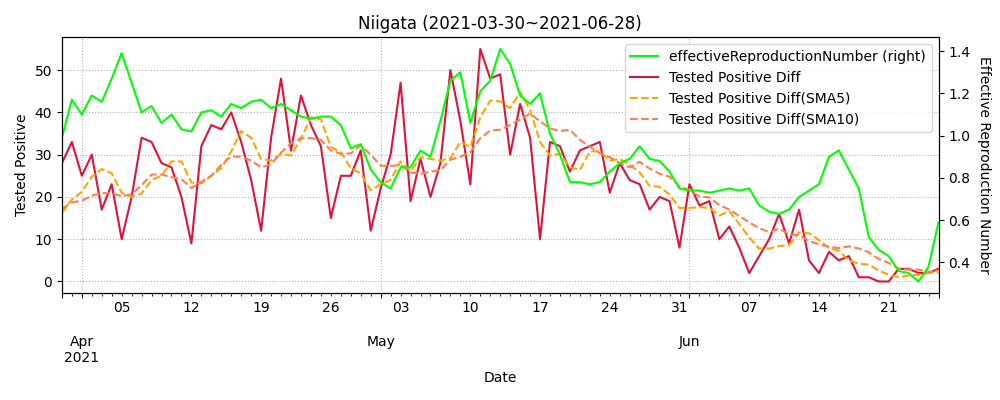 Niigata (2021-03-30~2021-06-28)
effectiveReproductionNumber (right)
Tested Positive Diff
Tested Positive Diff(SMA5)
Tested Positive Diff(SMA10)
Tested Positive
50
40
30
20
10
0
1.4
1.2
1.0
0.8
0.6
0.4
Effective Reproduction Number
05 12 19 26 03 10 17 24 31 07 14 21
Apr May Jun
2021
Date